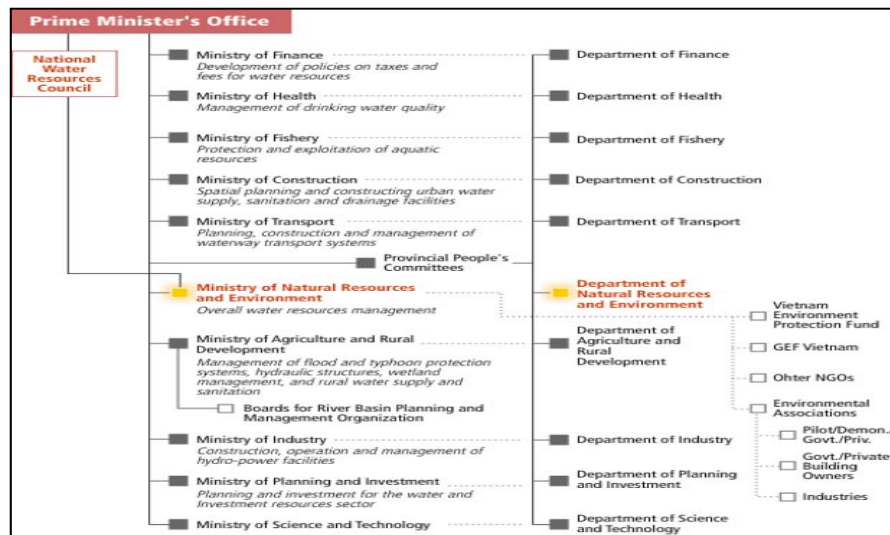 Prime Minister's Office
National
Water
Resources
Council
Ministry of Finance
Development of policies on taxes and
fees for water resources
Department of Finance
Ministry of Health
Management of drinking water quality
Department of Health
Ministry of Fishery
Protection and exploitation of aquatic
resources
Department of Fishery
Ministry of Construction
Spatial planning and constructing urban water
supply, sanitation and drainage facilities
Department of Construction
Ministry of Transport
Planning, construction and management of
waterway transport systems
Department of Transport
Provincial People's
Committees
Ministry of Natural Resources
and Environment
Overall water resources management
Department of
Natural Resources
and Environment
Vietnam
Environment
Protection Fund
GEF Vietnam
Ohter NGOs
Environmental
Associations
Pilot/Demon./
Govt./Priv.
Govt./Private
Building
Owners
Industries
Ministry of Agriculture and Rural
Development
Management of flood and typhoon protection
systems, hydraulic structures, wetland
management, and rural water supply and
sanitation
Department of
Agriculture and
Rural
Development
Boards for River Basin Planning and
Management Organization
Ministry of Industry
Construction, operation and management of
hydro-power facilities
Department of Industry
Ministry of Planning and Investment
Planning and investment for the water and
Investment resources sector
Department of Planning
and Investment
Ministry of Science and Technology
Department of Science
and Technology